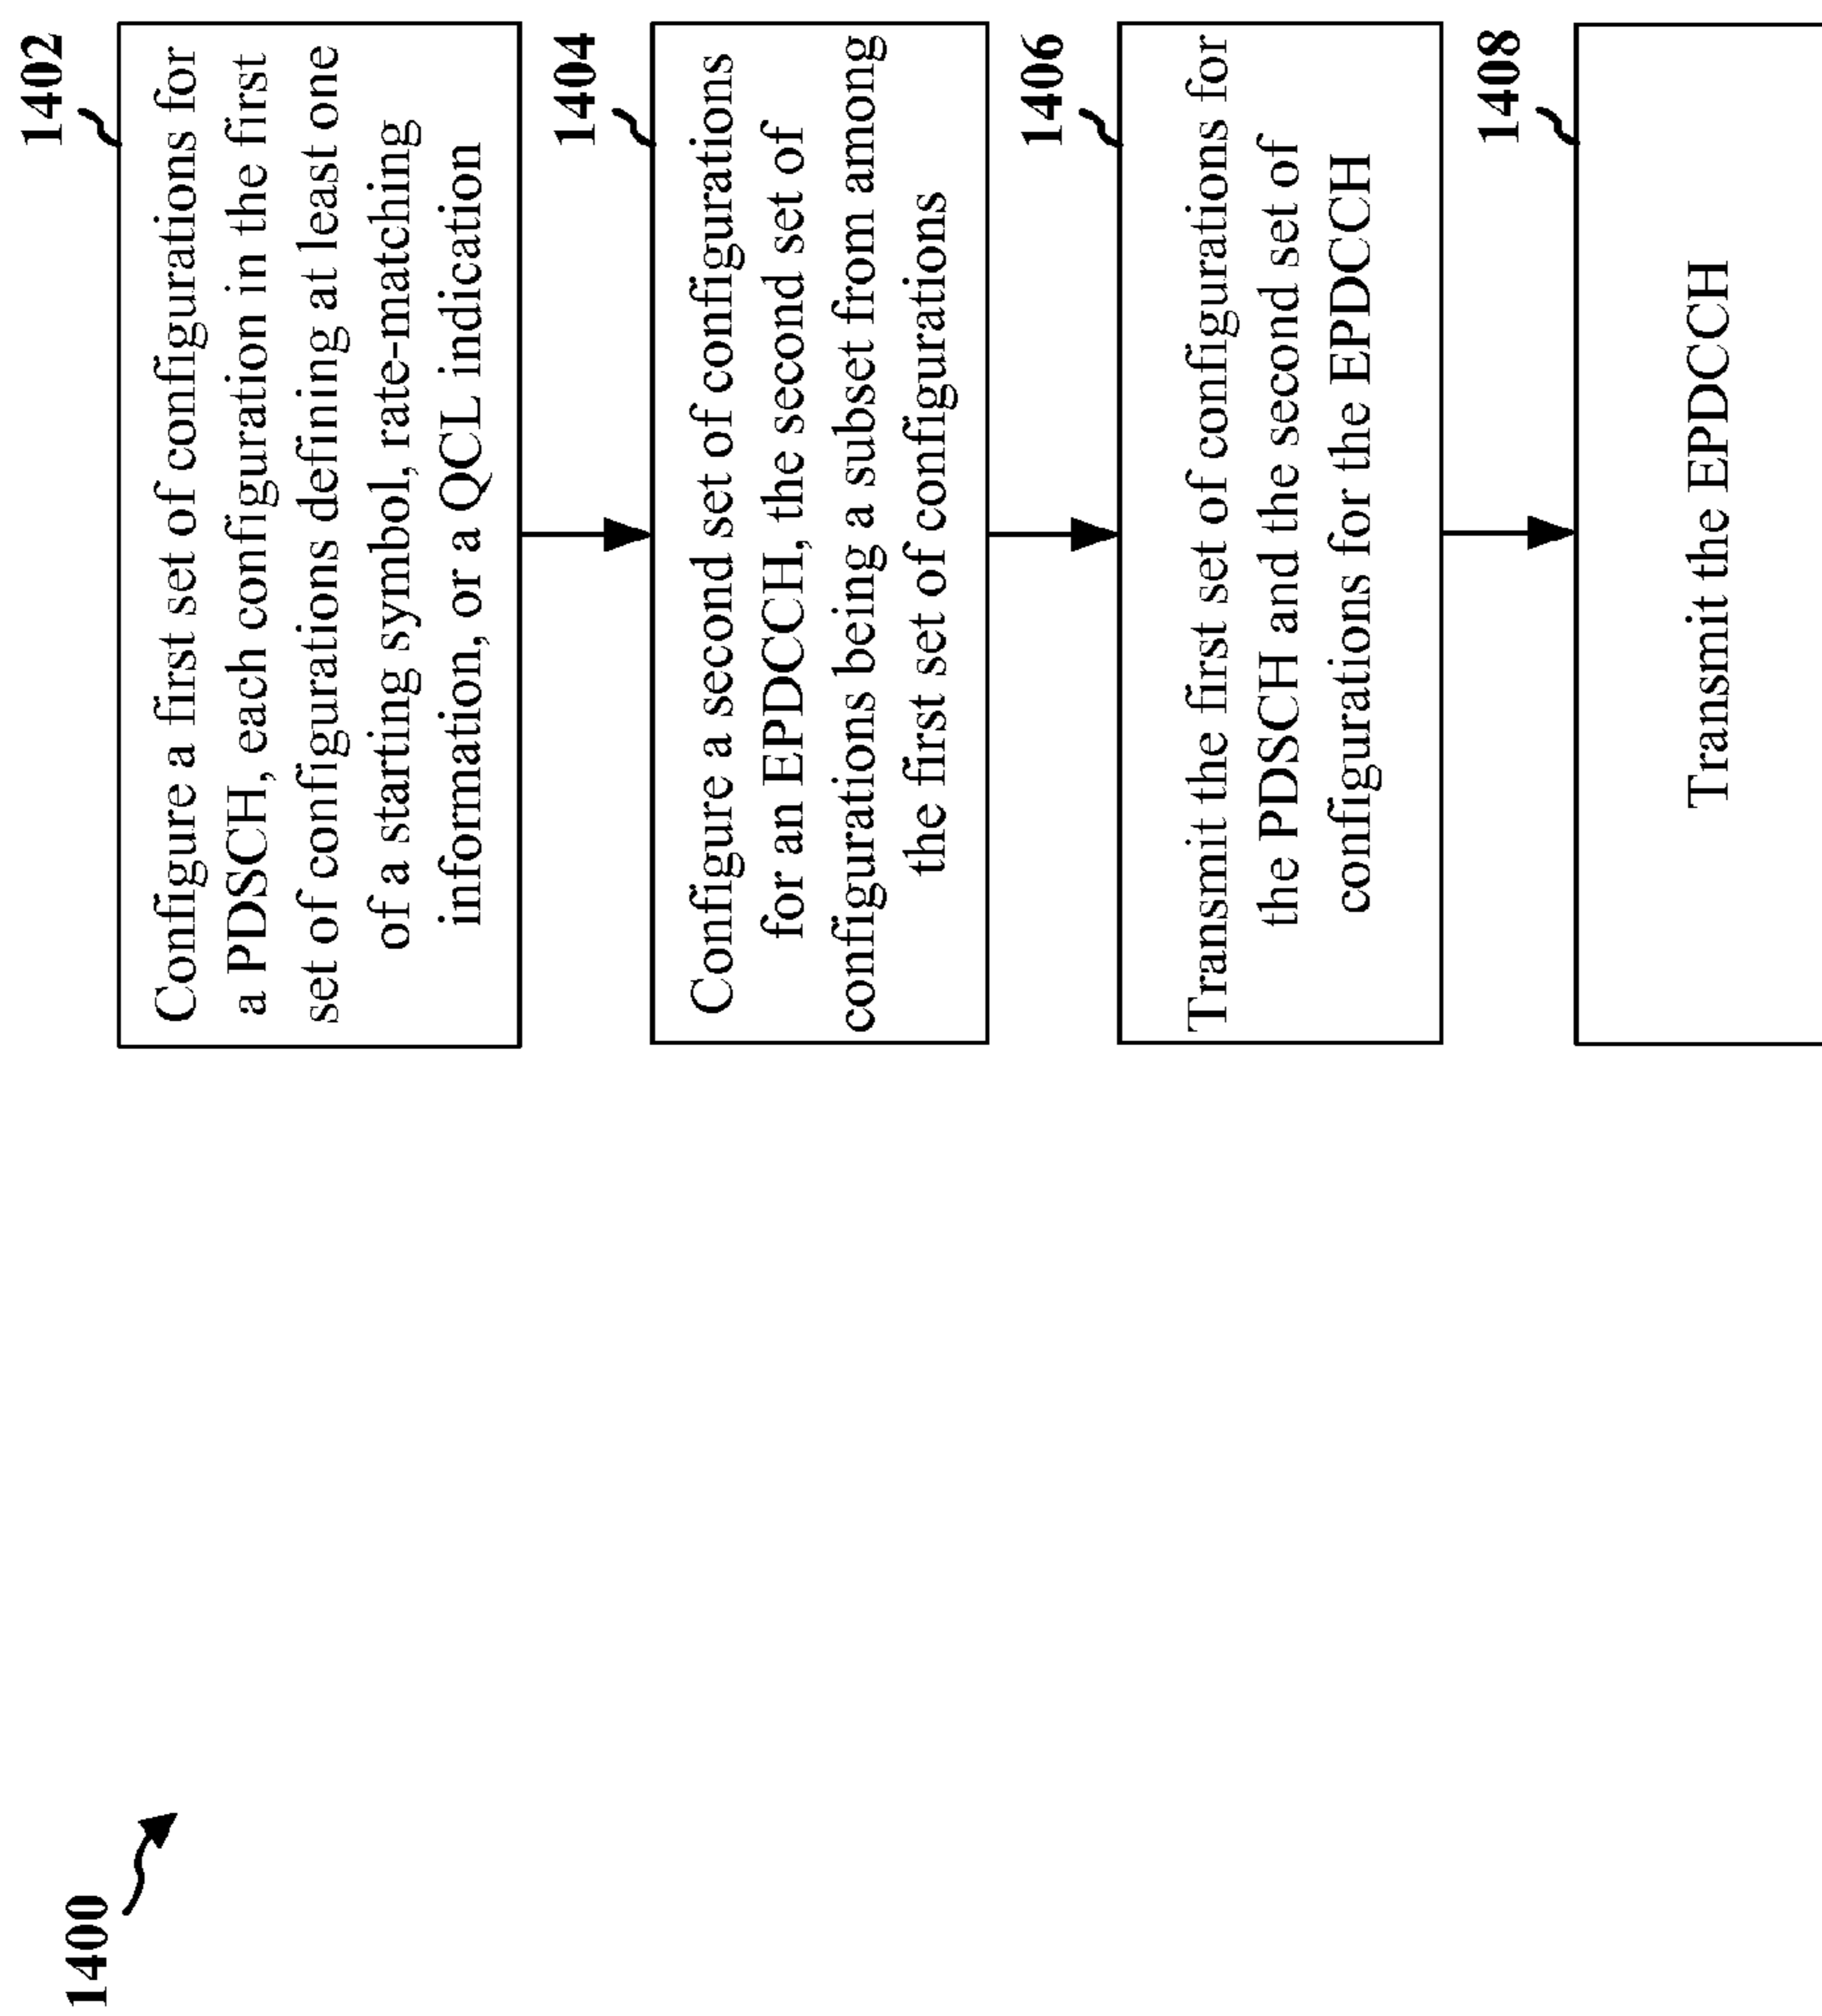 1400
1402
Configure a first set of configurations for
a PDSCH, each configuration in the first
set of configurations defining at least one
of a starting symbol, rate-matching
information, or a QCL indication
1404
Configure a second set of configurations
for an EPDCCH, the second set of
configurations being a subset from among
the first set of configurations
1406
Transmit the first set of configurations for
the PDSCH and the second set of
configurations for the EPDCCH
1408
Transmit the EPDCCH